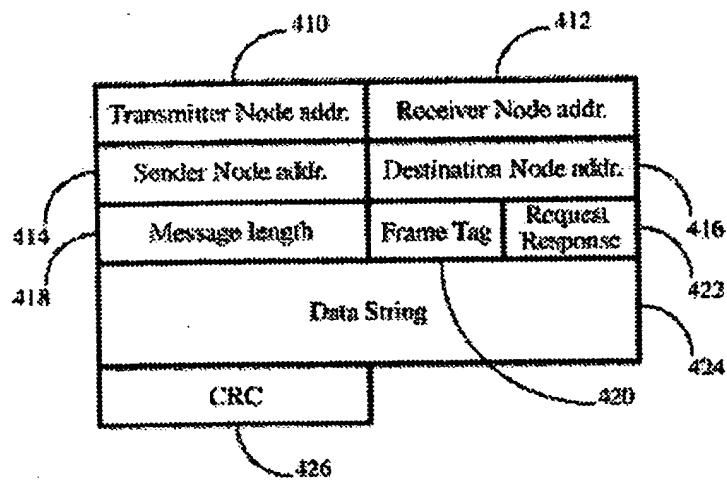 410 412
Transmitter Node addr. Receiver Node addr.
Sender Node addr. Destination Node addr.
414 416
Message length Frame Tag Request Response
418 422
Data String
424
CRC 420
426